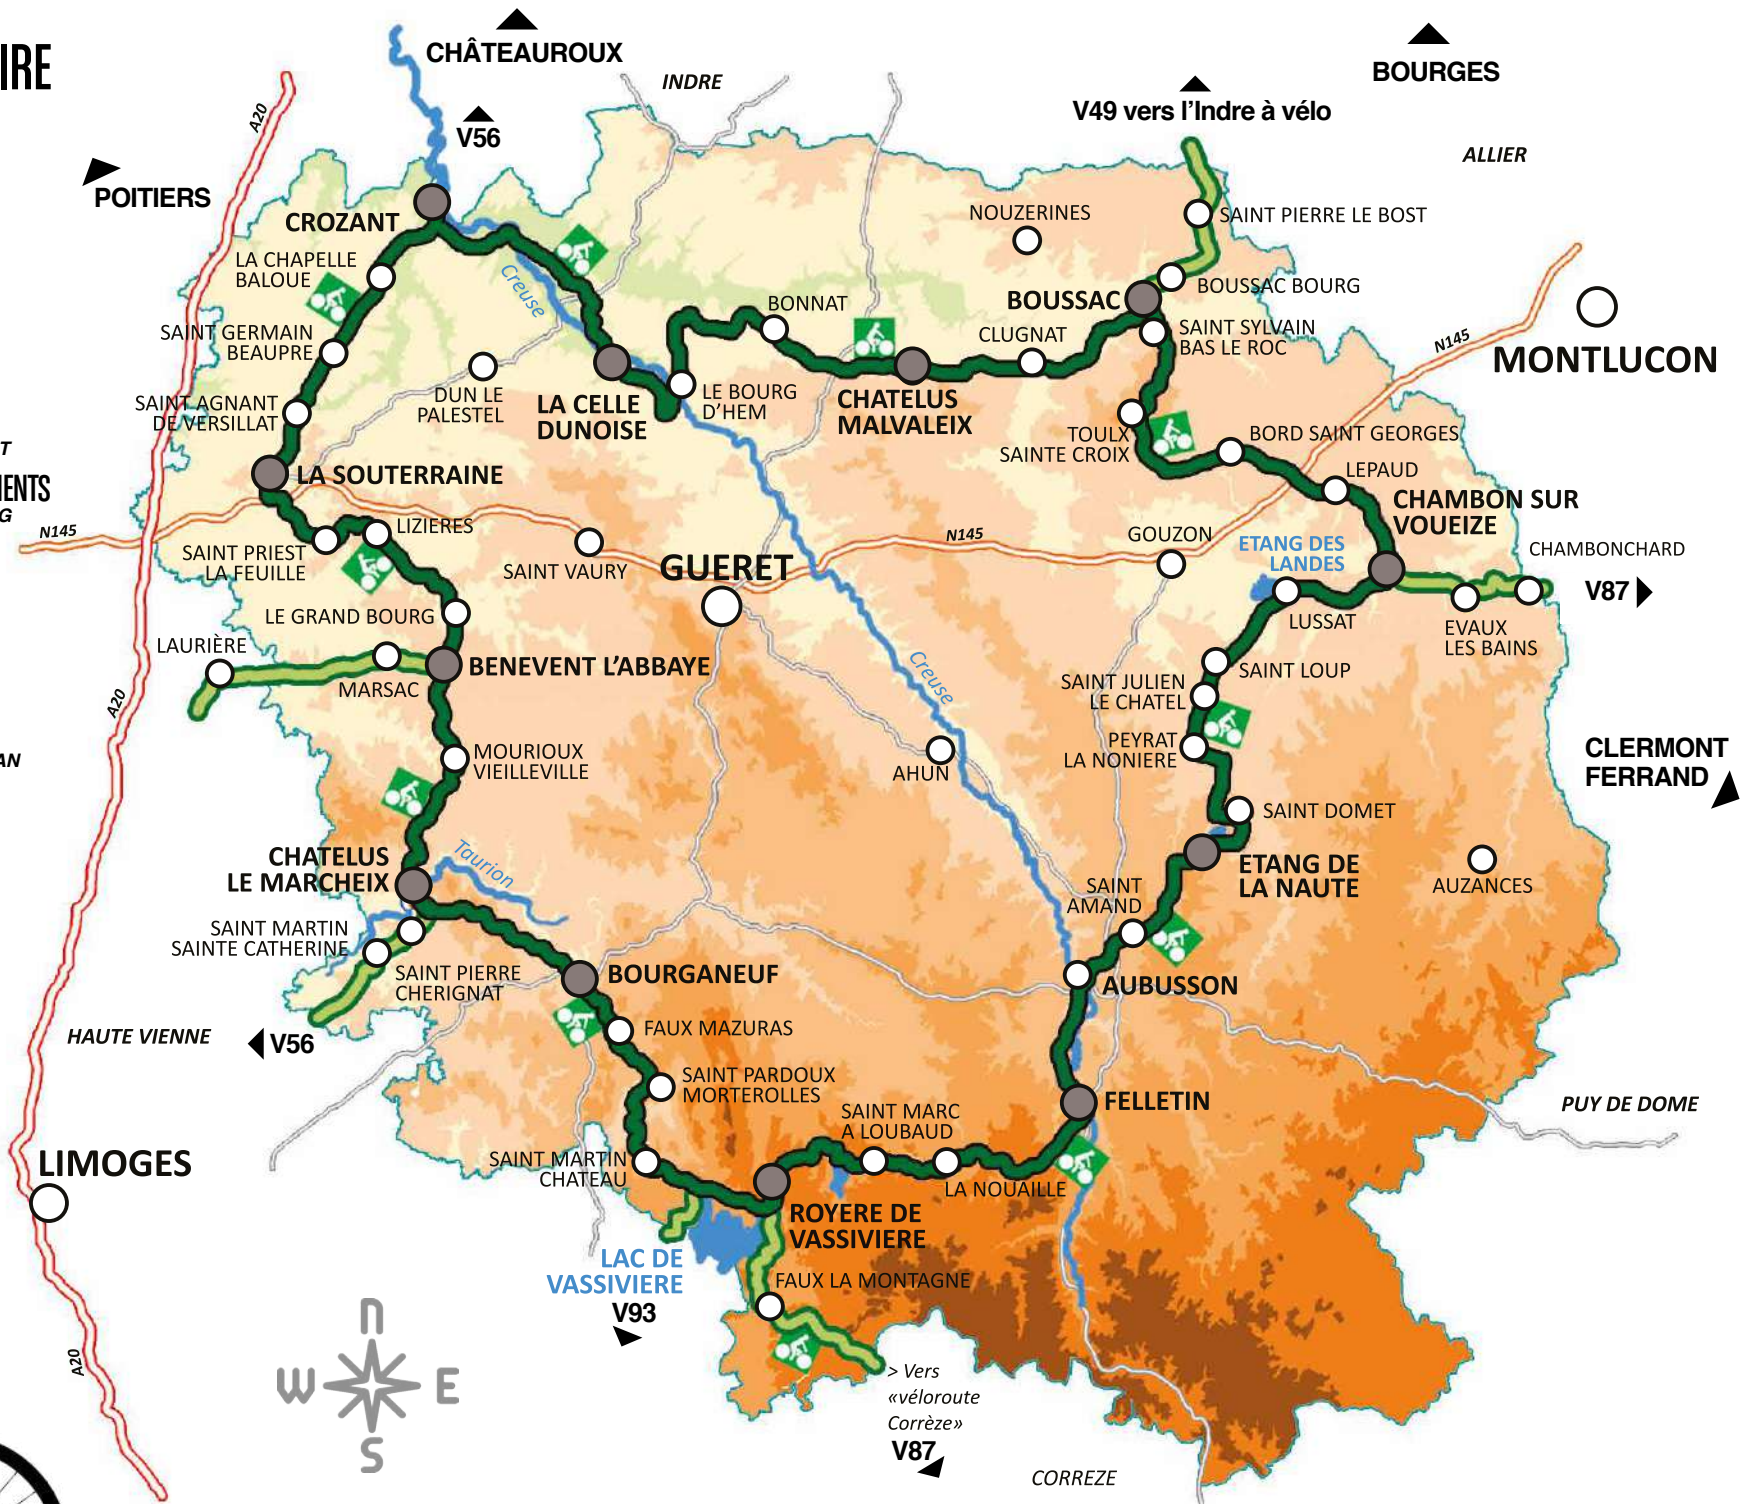 IRE
CHÂTEAUROUX
INDRE
BOURGES
V56
V49 vers l'Indre à vélo
ALLIER
A20
POITIERS
CROZANT
NOUZERINES
SAINT PIERRE LE BOST
LA CHAPELLE
BALOUE
Creuse
BOUSSAC BOURG
BOUSSAC
BONNAT
SAINT GERMAIN
BEAUPRE
CLUGNAT
SAINT SYLVAIN
BAS LE ROC
N145
MONTLUCON
DUN LE
PALESTEL
LA CELLE
DUNOISE
LE BOURG
D'HEM
CHATELUS
MALVALEIX
SAINT AGNANT
DE VERSILLAT
TOULX
SAINTE CROIX
BORD SAINT GEORGES
T
LA SOUTERRAINE
LEPAUD
IENTS
G
CHAMBON SUR
VOUEIZE
N145
LIZIERES
SAINT PRIEST
LA FEUILLE
SAINT VAURY
GUERET
N145
GOUZON
ETANG DES
LANDES
CHAMBONCHARD
V87
LE GRAND BOURG
LUSSAT
EVAUX
LES BAINS
LAURIÈRE
MARSAC
BENEVENT L'ABBAYE
Creuse
SAINT LOUP
SAINT JULIEN
LE CHATEL
A20
AN
MOURIOUX
VIEILLEVILLE
AHUN
PEYRAT
LA NONIERE
CLERMONT
FERRAND
SAINT DOMET
CHATELUS
LE MARCHEIX
Taurion
ETANG DE
LA NAUTE
AUZANCES
SAINT
AMAND
SAINT MARTIN
SAINTE CATHERINE
SAINT PIERRE
CHERIGNAT
BOURGANEUF
AUBUSSON
HAUTE VIENNE
V56
FAUX MAZURAS
SAINT PARDOUX
MORTEROLLES
FELLETIN
PUY DE DOME
SAINT MARC
A LOUBAUD
LIMOGES
SAINT MARTIN
CHATEAU
LA NOUAILLE
ROYERE DE
VASSIVIERE
LAC DE
VASSIVIERE
FAUX LA MONTAGNE
V93
A20
n
W E
S
> Vers
«véloroute
Corrèze»
V87
CORREZE